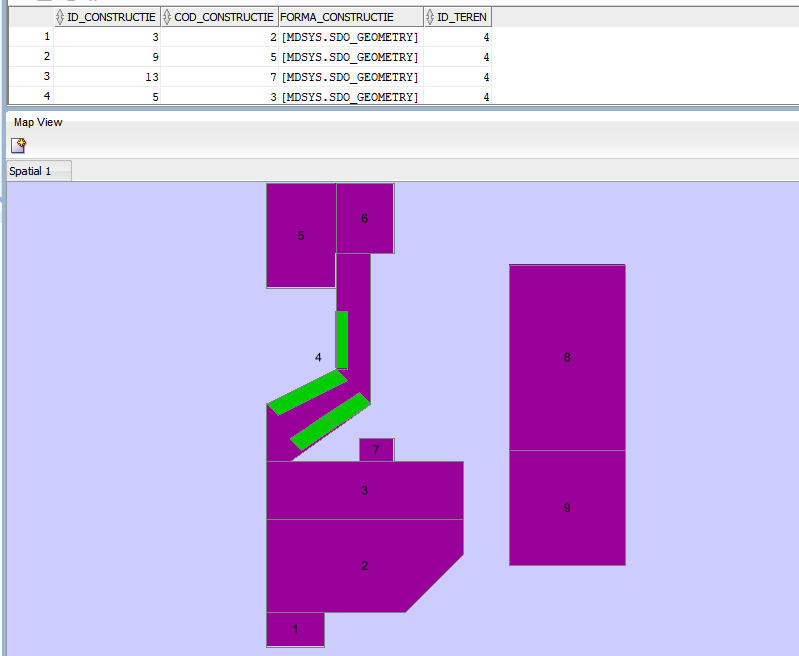 ID_CONSTRUCTIE COD_CONSTRUCTIE FORMA_CONSTRUCTIE ID_TEREN
1 3 2 [MDSYS.SDO_GEOMETRY] 4
2 9 5 [MDSYS.SDO_GEOMETRY] 4
3 13 7 [MDSYS.SDO_GEOMETRY] 4
4 5 3 [MDSYS.SDO_GEOMETRY] 4
Map View
Spatial 1
6
5
4
8
7
3
9
2
1